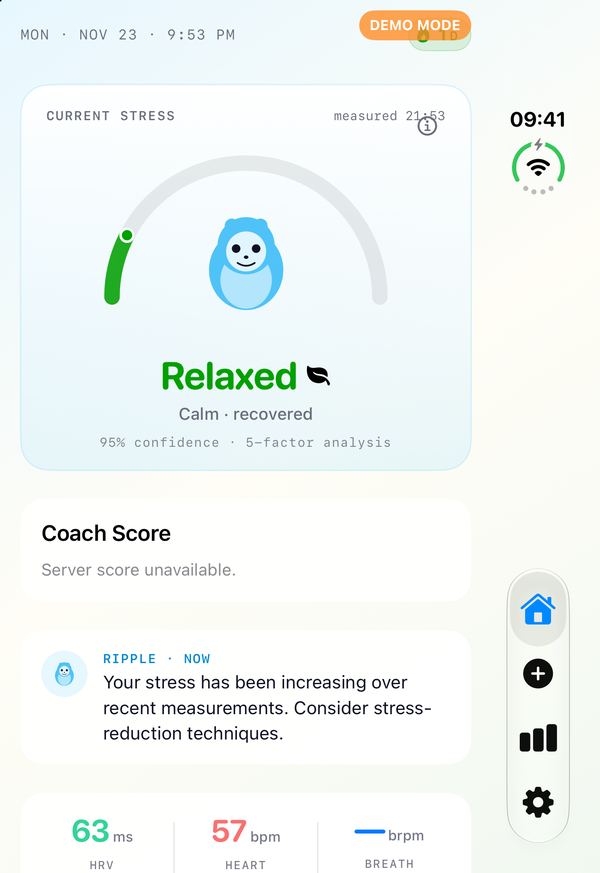 MON · NOV 23 · 9:53 PM
DEMO MODE
1D
CURRENT STRESS
measured 21:53
09:41
Relaxed
Calm · recovered
95% confidence · 5-factor analysis
Coach Score
Server score unavailable.
RIPPLE · NOW
Your stress has been increasing over
recent measurements. Consider stress-
reduction techniques.
63 ms
57 bpm
— brpm
HRV
HEART
BREATH